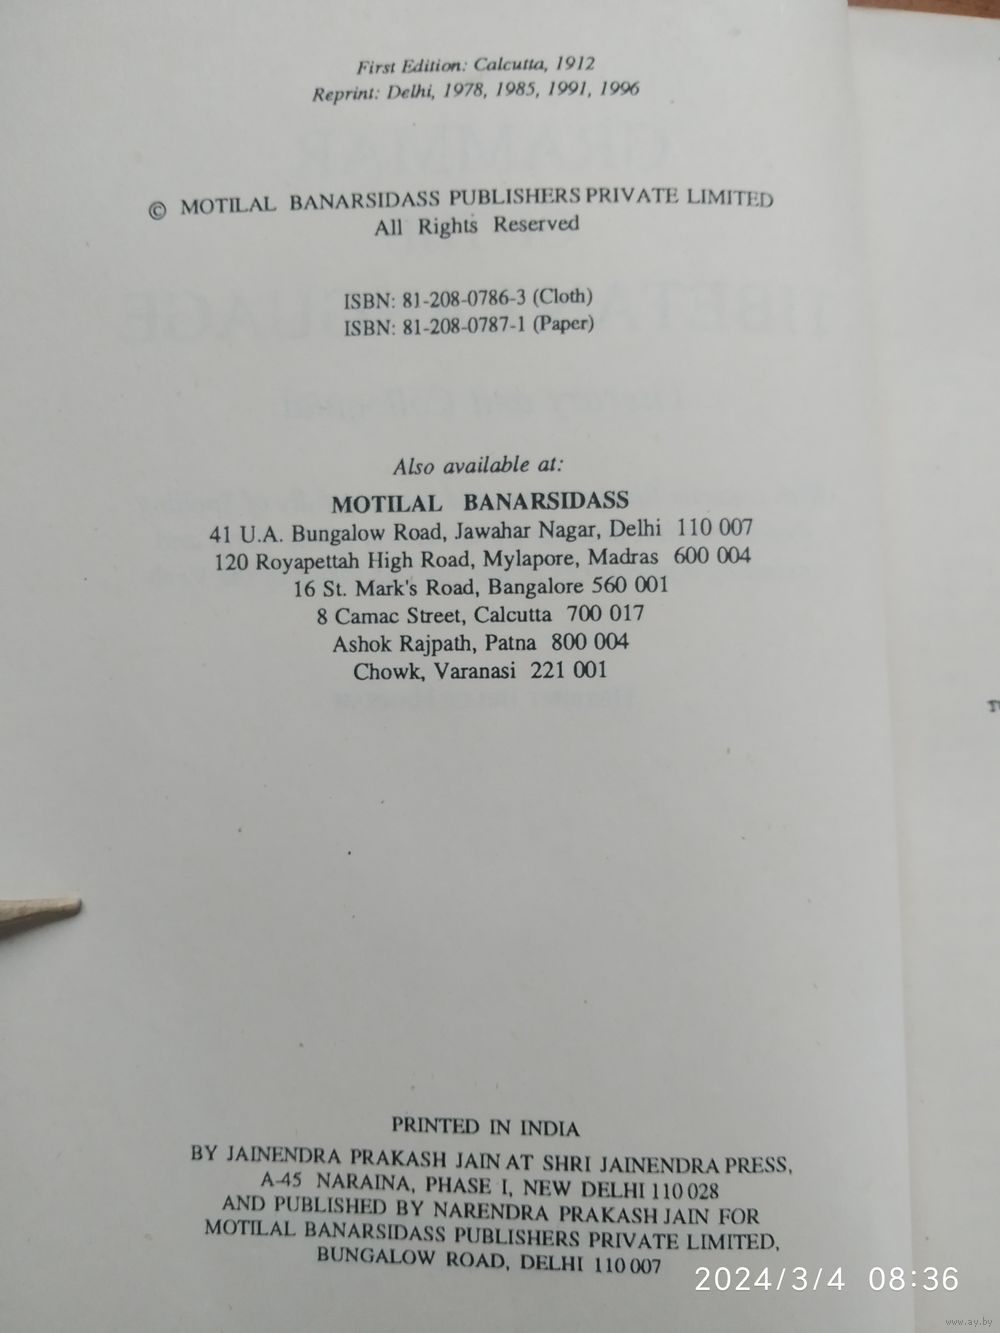 First Edition: Calcutta, 1912
Reprint: Delhi, 1978, 1985, 1991, 1996
© MOTILAL BANARSIDASS PUBLISHERS PRIVATE LIMITED
All Rights Reserved
ISBN: 81-208-0786-3 (Cloth)
ISBN: 81-208-0787-1 (Paper)
Also available at:
MOTILAL BANARSIDASS
41 U.A. Bungalow Road, Jawahar Nagar, Delhi 110 007
120 Royapettah High Road, Mylapore, Madras 600 004
16 St. Mark's Road, Bangalore 560 001
8 Camac Street, Calcutta 700 017
Ashok Rajpath, Patna 800 004
Chowk, Varanasi 221 001
PRINTED IN INDIA
BY JAINENDRA PRAKASH JAIN AT SHRI JAINENDRA PRESS,
A-45 NARAINA, PHASE I, NEW DELHI 110 028
AND PUBLISHED BY NARENDRA PRAKASH JAIN FOR
MOTILAL BANARSIDASS PUBLISHERS PRIVATE LIMITED,
BUNGALOW ROAD, DELHI 110 007
2024/3/4 08:36
www.ay.by